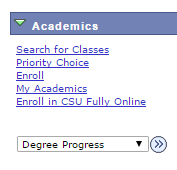 Academics
Search for Classes
Priority Choice
Enroll
My Academics
Enroll in CSU Fully Online
Degree Progress